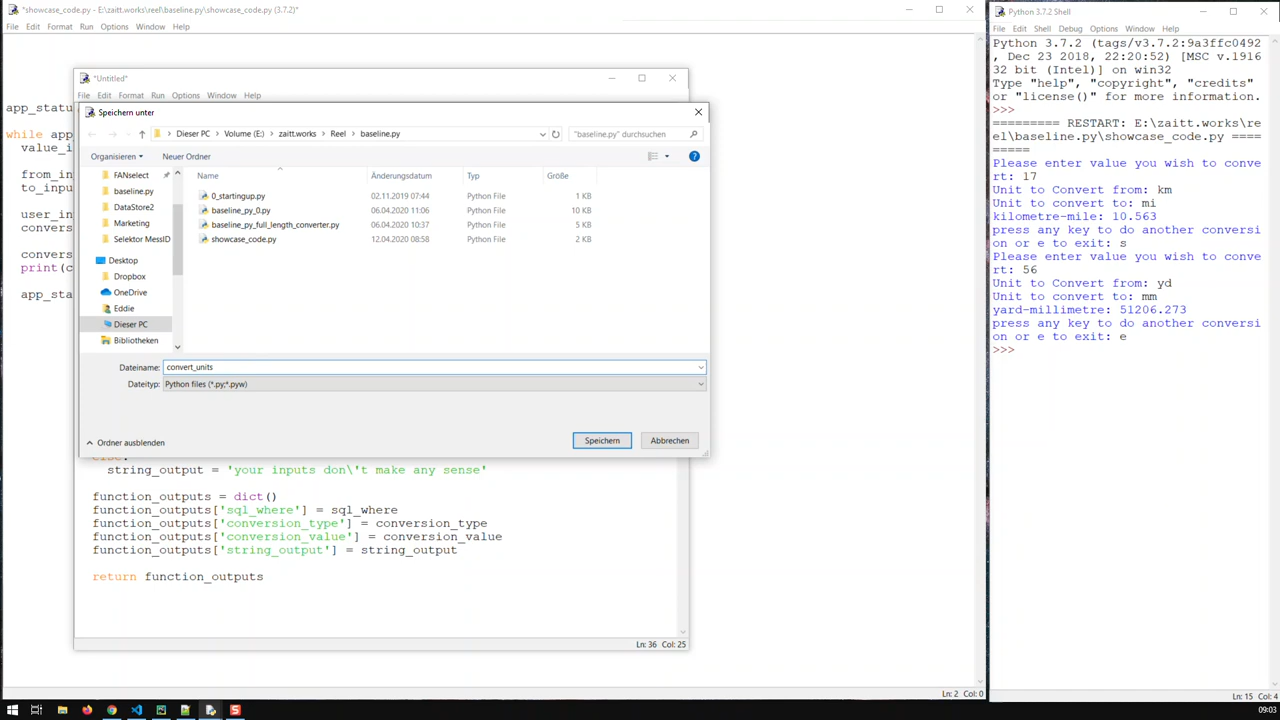 *showcase_code.py - E:\zaitt.works\reel\baseline.py\showcase_code.py (3.7.2)*
File Edit Format Run Options Window Help
app_statu
while app
value_i
from_in
to_inpu
user_in
convers
convers
print(c
app_sta
Ln: 2 Col: 0
*Untitled*
File Edit Format Run Options Window Help
Speichern unter
Dieser PC > Volume (E:) > zaitt.works > Reel > baseline.py
"baseline.py" durchsuchen
Organisieren Neuer Ordner
FANselect
baseline.py
DataStore2
Marketing
Selektor MessID
Desktop
Dropbox
OneDrive
Eddie
Dieser PC
Bibliotheken
Name Änderungsdatum Typ Größe
0_startingup.py 02.11.2019 07:44 Python File 1 KB
baseline_py_0.py 06.04.2020 11:06 Python File 10 KB
baseline_py_full_length_converter.py 06.04.2020 10:37 Python File 5 KB
showcase_code.py 12.04.2020 08:58 Python File 2 KB
Dateiname: convert_units
Dateityp: Python files (*.py;*.pyw)
Ordner ausblenden
Speichern Abbrechen
else:
string_output = 'your inputs don\'t make any sense'
function_outputs = dict()
function_outputs['sql_where'] = sql_where
function_outputs['conversion_type'] = conversion_type
function_outputs['conversion_value'] = conversion_value
function_outputs['string_output'] = string_output
return function_outputs
Ln: 36 Col: 25
Python 3.7.2 Shell
File Edit Shell Debug Options Window Help
Python 3.7.2 (tags/v3.7.2:9a3ffc0492
, Dec 23 2018, 22:20:52) [MSC v.1916
32 bit (Intel)] on win32
Type "help", "copyright", "credits"
or "license()" for more information.
>>>
========= RESTART: E:\zaitt.works\re
el\baseline.py\showcase_code.py ====
=====
Please enter value you wish to conve
rt: 17
Unit to Convert from: km
Unit to convert to: mi
kilometre-mile: 10.563
press any key to do another conversi
on or e to exit: s
Please enter value you wish to conve
rt: 56
Unit to Convert from: yd
Unit to convert to: mm
yard-millimetre: 51206.273
press any key to do another conversi
on or e to exit: e
>>>
Ln: 15 Col: 4
09:03